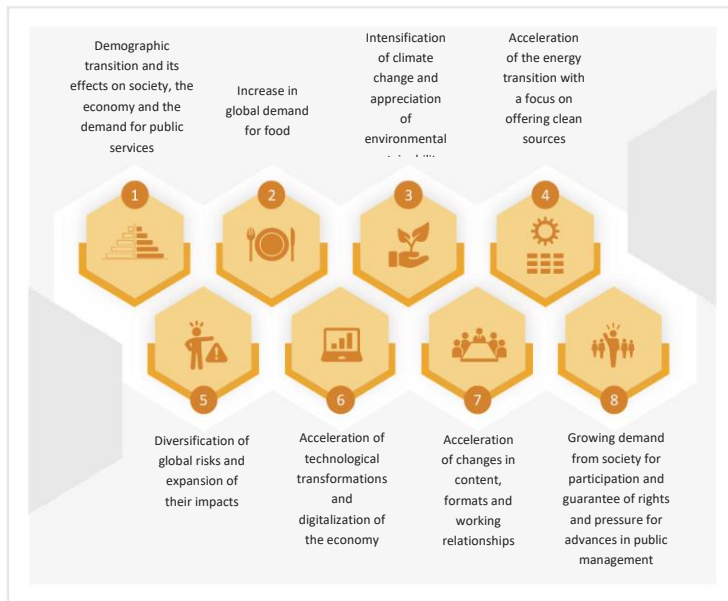 Demographic
transition and its
effects on society, the
economy and the
demand for public
services
Increase in
global demand
for food
Intensification
of climate
change and
appreciation
of
environmental
Acceleration
of the energy
transition with
a focus on
offering clean
sources
1
2
3
4
5
6
7
8
Diversification of
global risks and
expansion of
their impacts
Acceleration of
technological
transformations
and
digitalization of
the economy
Acceleration
of changes in
content,
formats and
working
relationships
Growing demand
from society for
participation and
guarantee of rights
and pressure for
advances in public
management